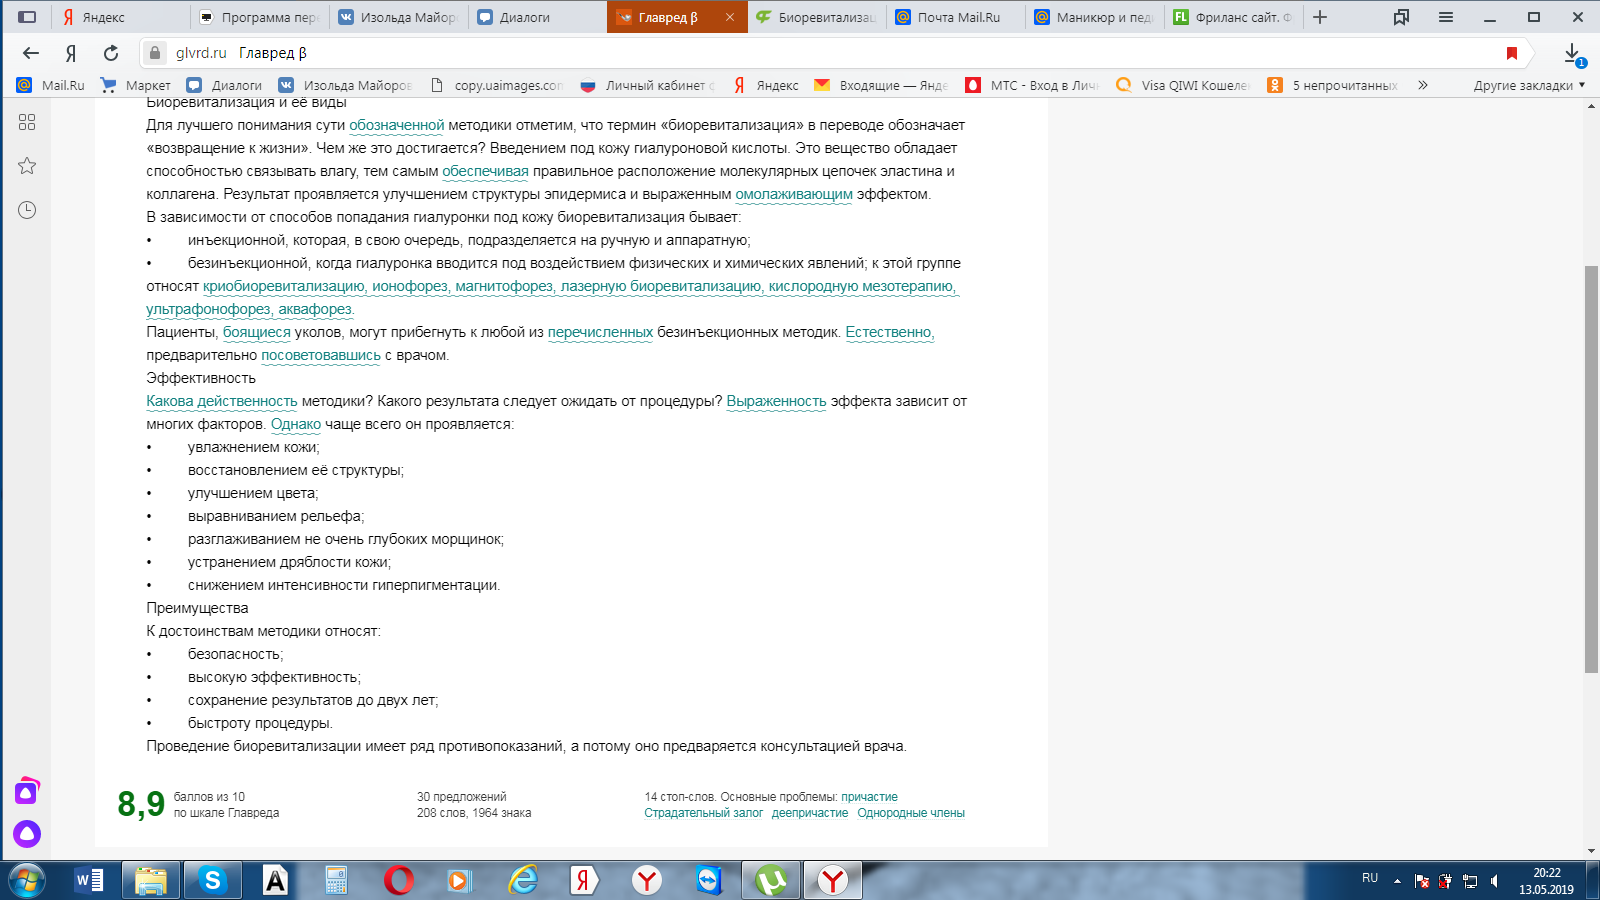 Яндекс
Программа пер
Изольда Майор
Диалоги
Главред β
Биоревитализац
Почта Mail.Ru
Маникюр и пед
Фриланс сайт. Ф
glvrd.ru Главред β
Mail.Ru Маркет Диалоги Изольда Майоров copy.uaimages.com Личный кабинет Яндекс Входящие — Янде МТС - Вход в Личн Visa QIWI Кошеле 5 непрочитанных » Другие закладки
1
Биоревитализация и её виды
Для лучшего понимания сути обозначенной методики отметим, что термин «биоревитализация» в переводе обозначает
«возвращение к жизни». Чем же это достигается? Введением под кожу гиалуроновой кислоты. Это вещество обладает
способностью связывать влагу, тем самым обеспечивая правильное расположение молекулярных цепочек эластина и
коллагена. Результат проявляется улучшением структуры эпидермиса и выраженным омолаживающим эффектом.
В зависимости от способов попадания гиалуронки под кожу биоревитализация бывает:
• инъекционной, которая, в свою очередь, подразделяется на ручную и аппаратную;
• безинъекционной, когда гиалуронка вводится под воздействием физических и химических явлений; к этой группе
относят криобиоревитализацию, ионофорез, магнитофорез, лазерную биоревитализацию, кислородную мезотерапию,
ультрафонофорез, аквафорез.
Пациенты, боящиеся уколов, могут прибегнуть к любой из перечисленных безинъекционных методик. Естественно,
предварительно посоветовавшись с врачом.
Эффективность
Какова действенность методики? Какого результата следует ожидать от процедуры? Выраженность эффекта зависит от
многих факторов. Однако чаще всего он проявляется:
• увлажнением кожи;
• восстановлением её структуры;
• улучшением цвета;
• выравниванием рельефа;
• разглаживанием не очень глубоких морщинок;
• устранением дряблости кожи;
• снижением интенсивности гиперпигментации.
Преимущества
К достоинствам методики относят:
• безопасность;
• высокую эффективность;
• сохранение результатов до двух лет;
• быстроту процедуры.
Проведение биоревитализации имеет ряд противопоказаний, а потому оно предваряется консультацией врача.
8,9 баллов из 10
по шкале Главреда
30 предложений
208 слов, 1964 знака
14 стоп-слов. Основные проблемы: причастие
Страдательный залог деепричастие Однородные члены
RU
20:22
13.05.2019